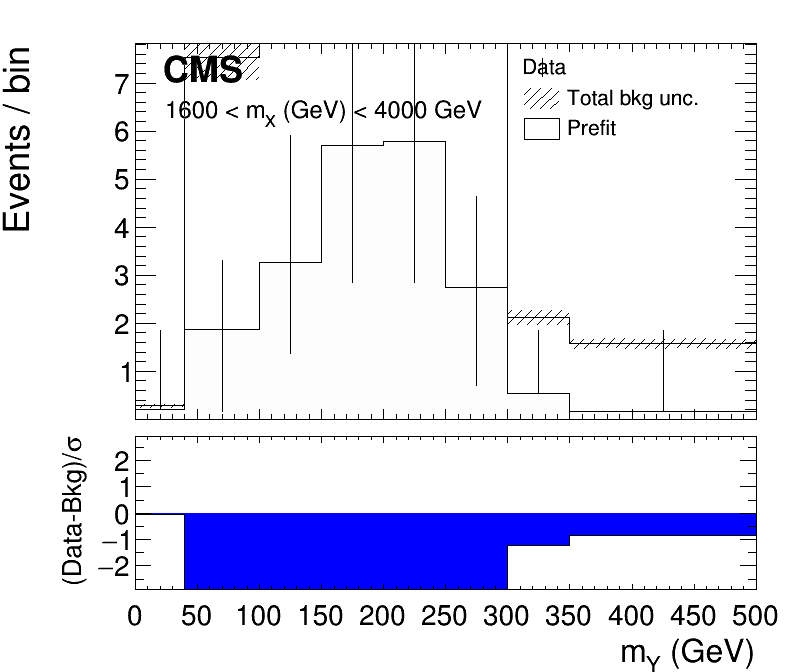 CMS
1600 < mX (GeV) < 4000 GeV
Data
Total bkg unc.
Prefit
Events / bin
7
6
5
4
3
2
1
(Data-Bkg)/σ
2
1
0
−1
−2
0 50 100 150 200 250 300 350 400 450 500
mY (GeV)